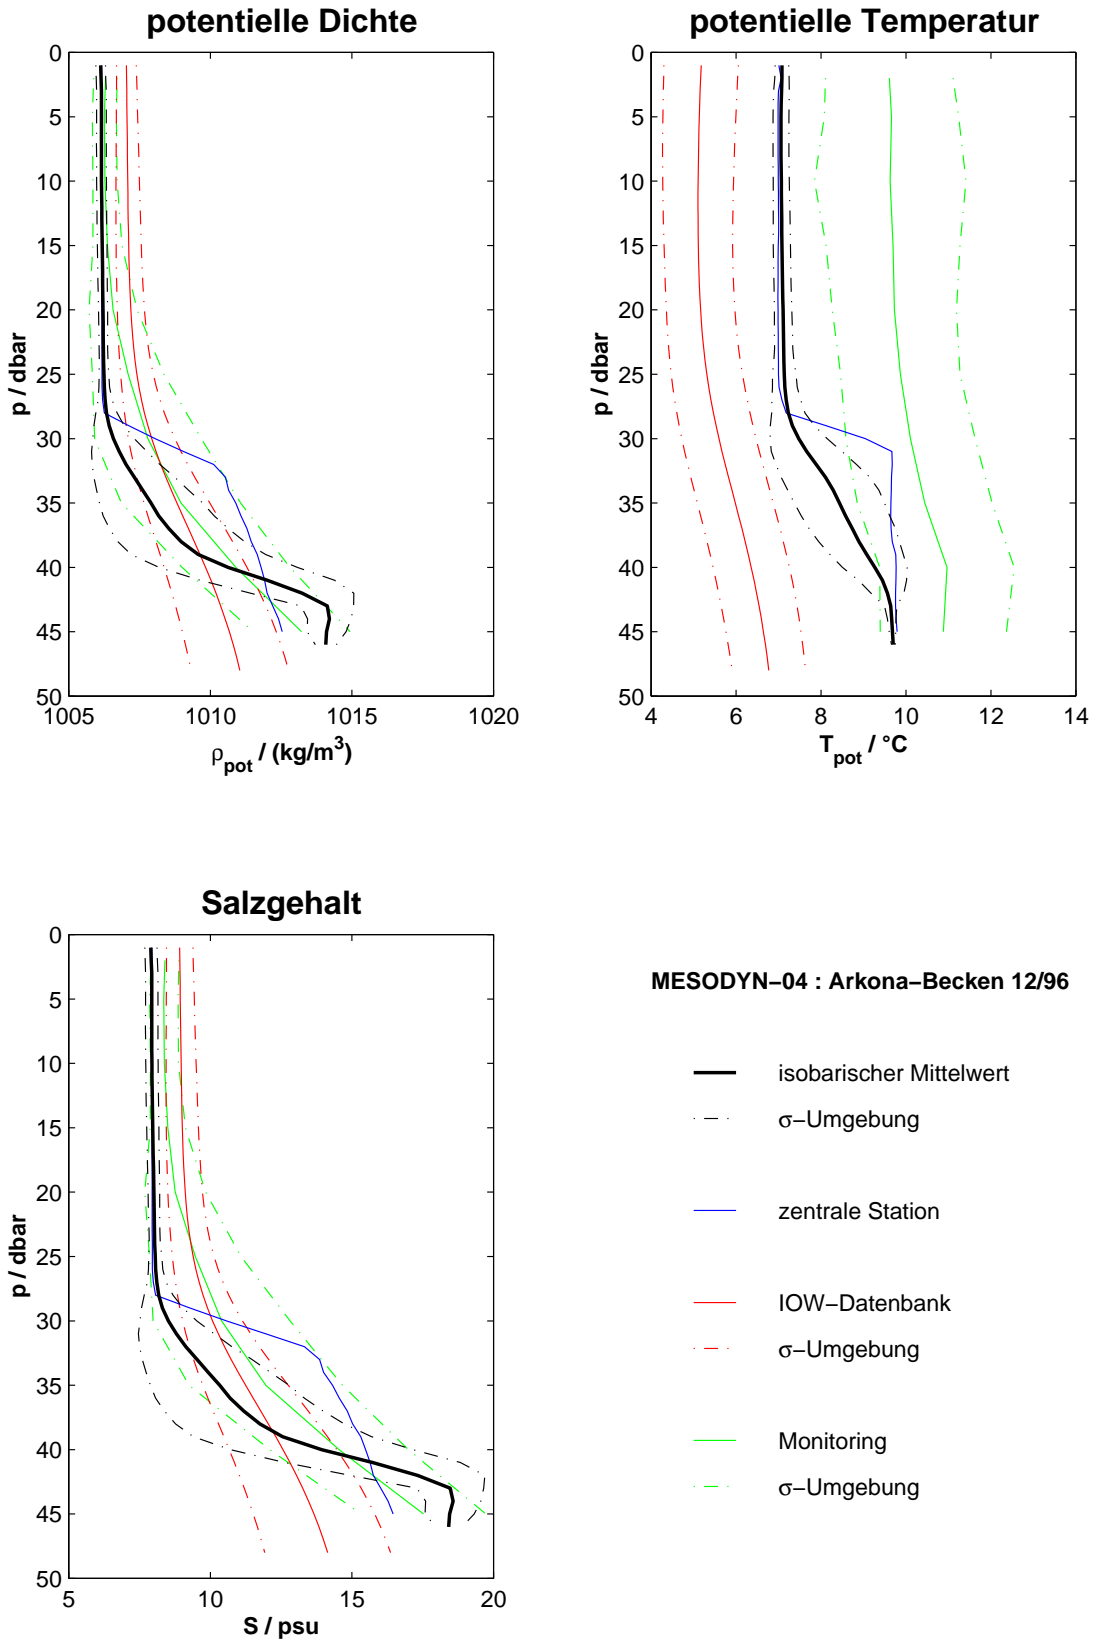 potentielle Dichte
0
5
10
15
20
25
30
35
40
45
50
1005 1010 1015 1020
p / dbar
ρpot / (kg/m3)
potentielle Temperatur
0
5
10
15
20
25
30
35
40
45
50
4 6 8 10 12 14
p / dbar
Tpot / °C
Salzgehalt
0
5
10
15
20
25
30
35
40
45
50
5 10 15 20
p / dbar
S / psu
MESODYN−04 : Arkona−Becken 12/96
isobarischer Mittelwert
σ−Umgebung
zentrale Station
IOW−Datenbank
σ−Umgebung
Monitoring
σ−Umgebung